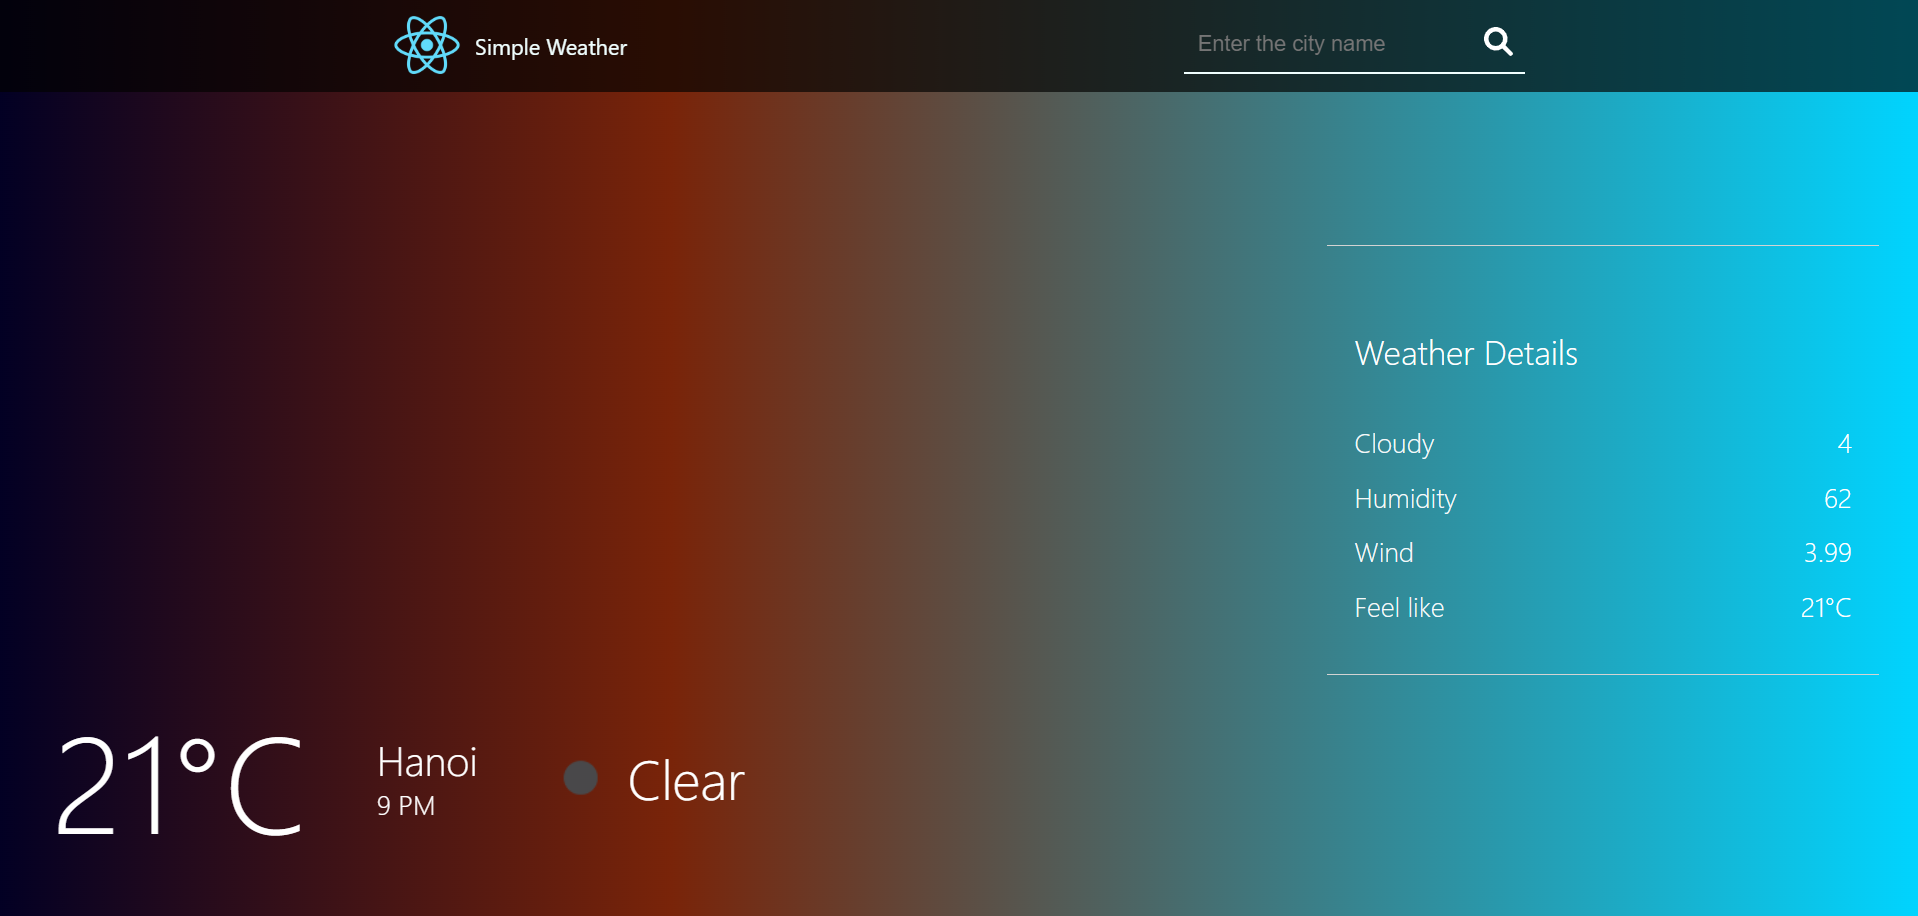 Simple Weather
Enter the city name
Weather Details
Cloudy 4
Humidity 62
Wind 3.99
Feel like 21°C
21°C
Hanoi
9 PM
Clear